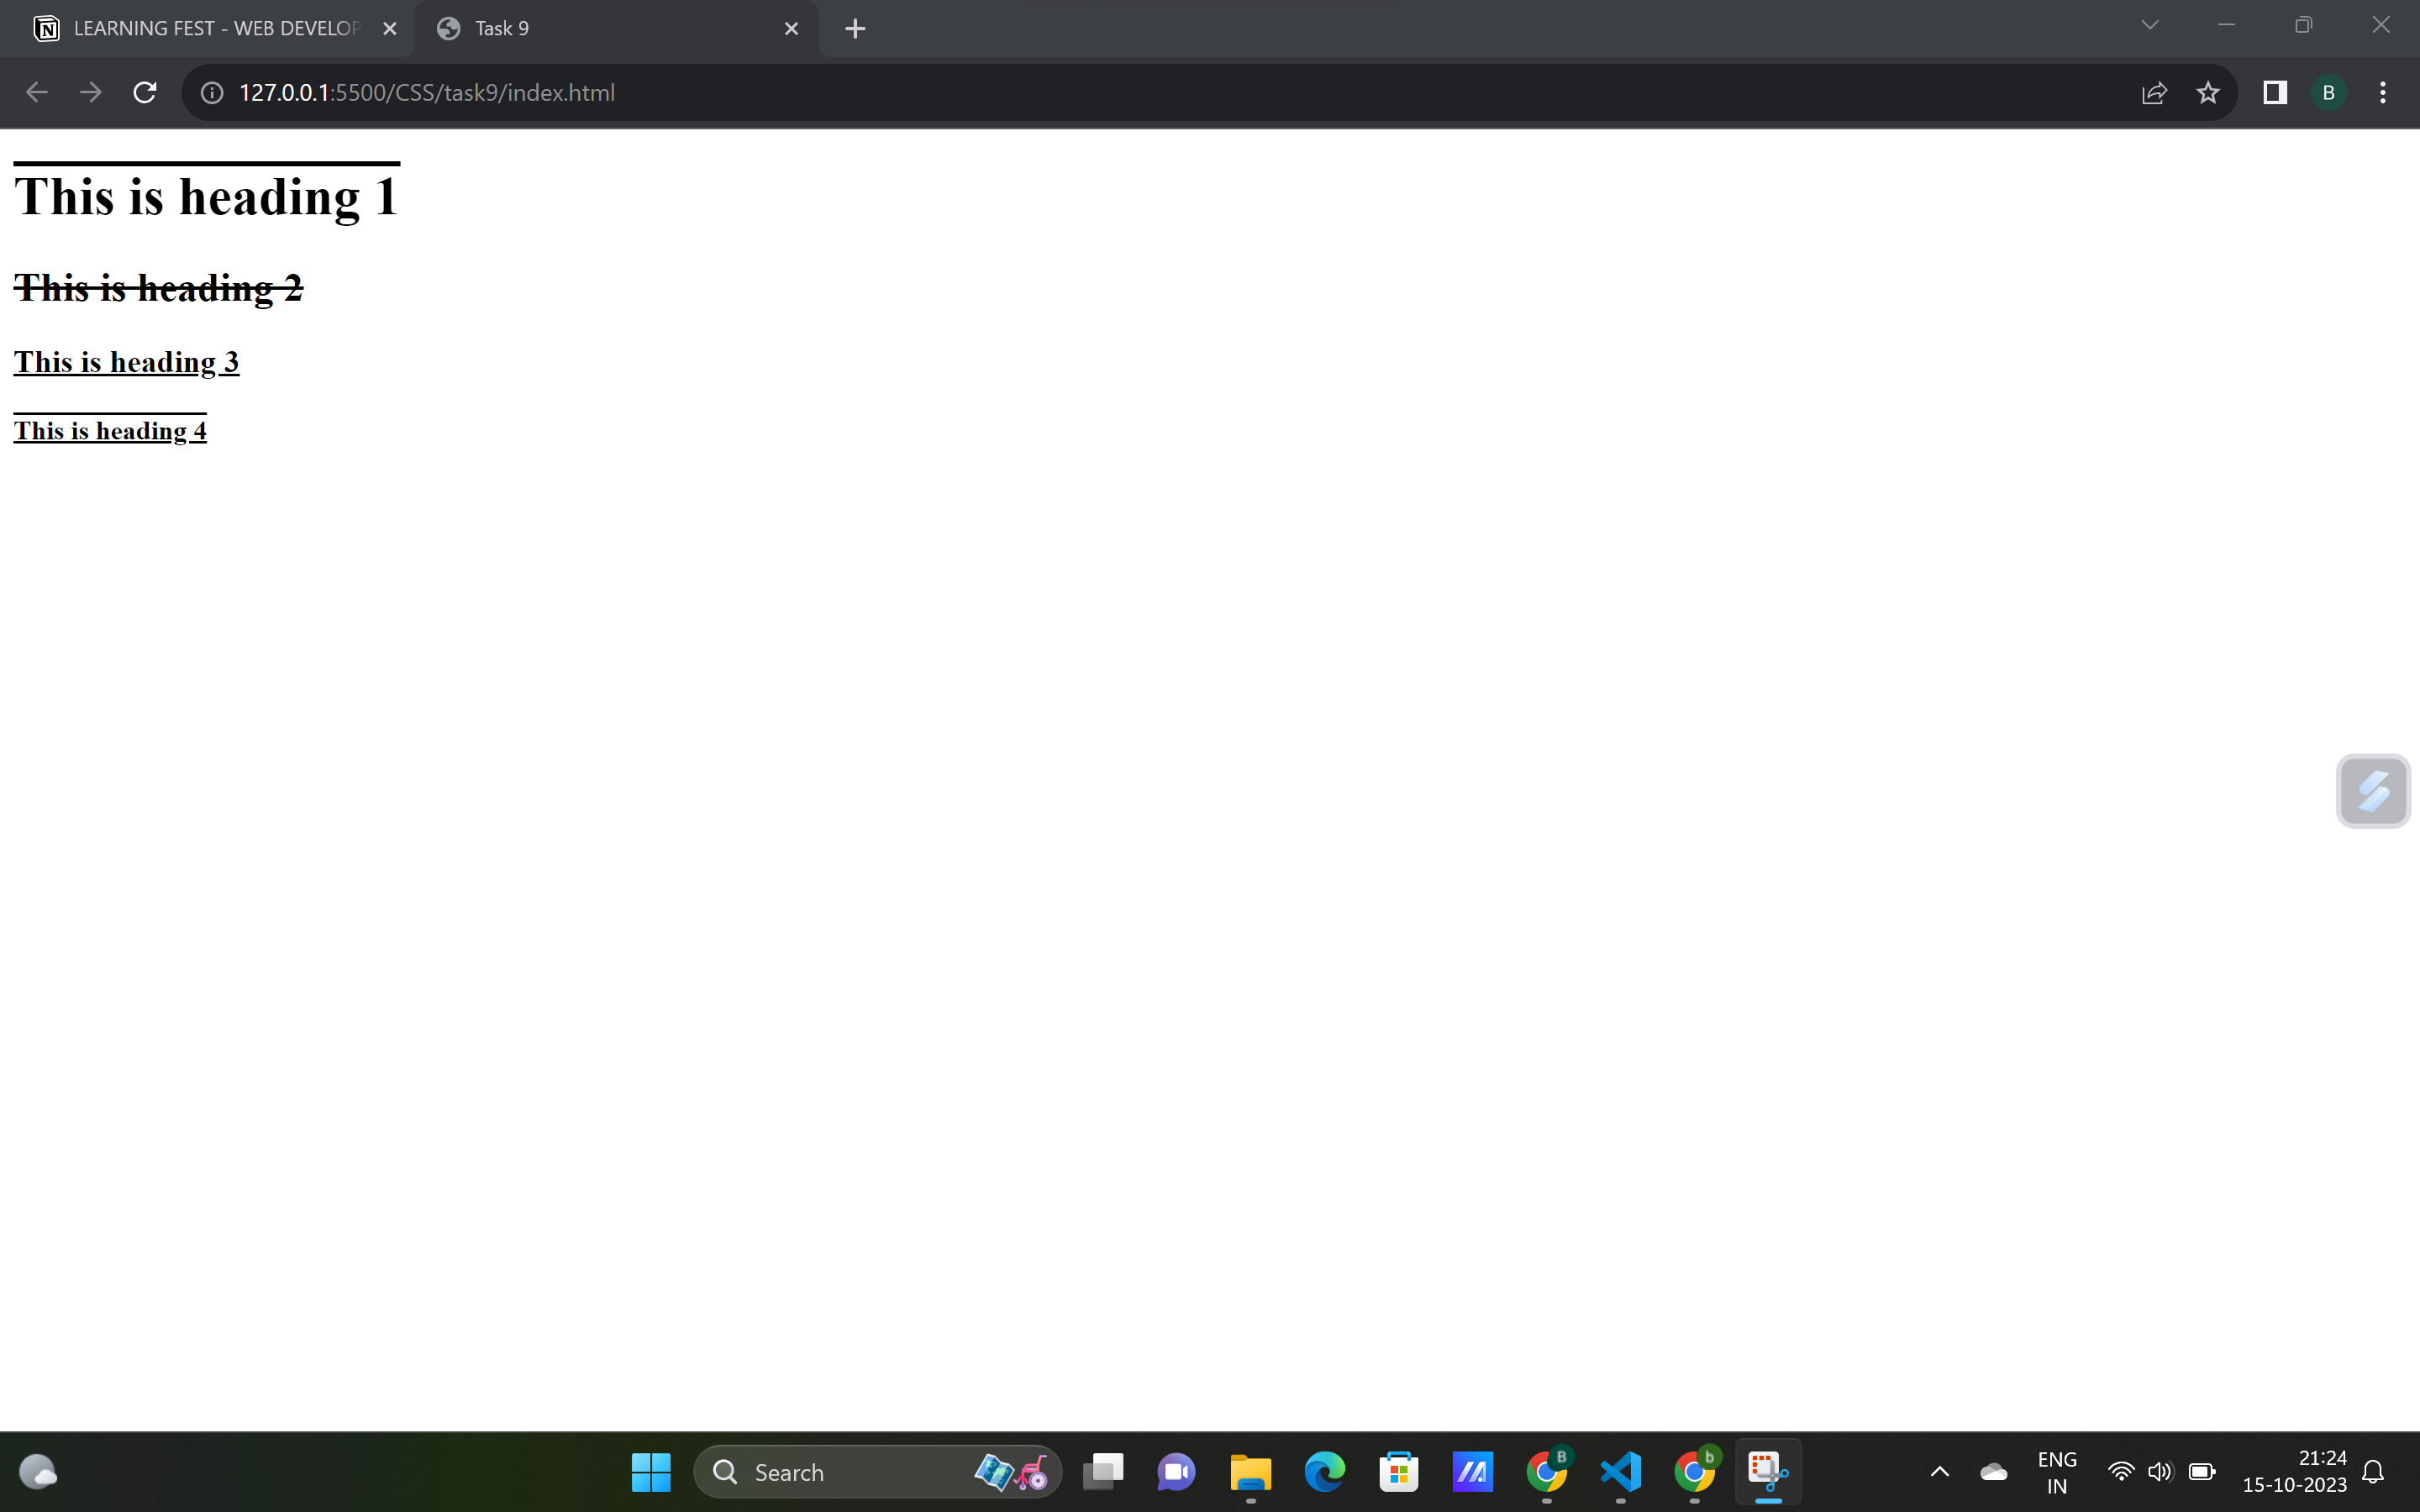 LEARNING FEST - WEB DEVELOP
Task 9
127.0.0.1:5500/CSS/task9/index.html
B
This is heading 1
This is heading 2
This is heading 3
This is heading 4
Search
B
b
ENG
IN
21:24
15-10-2023